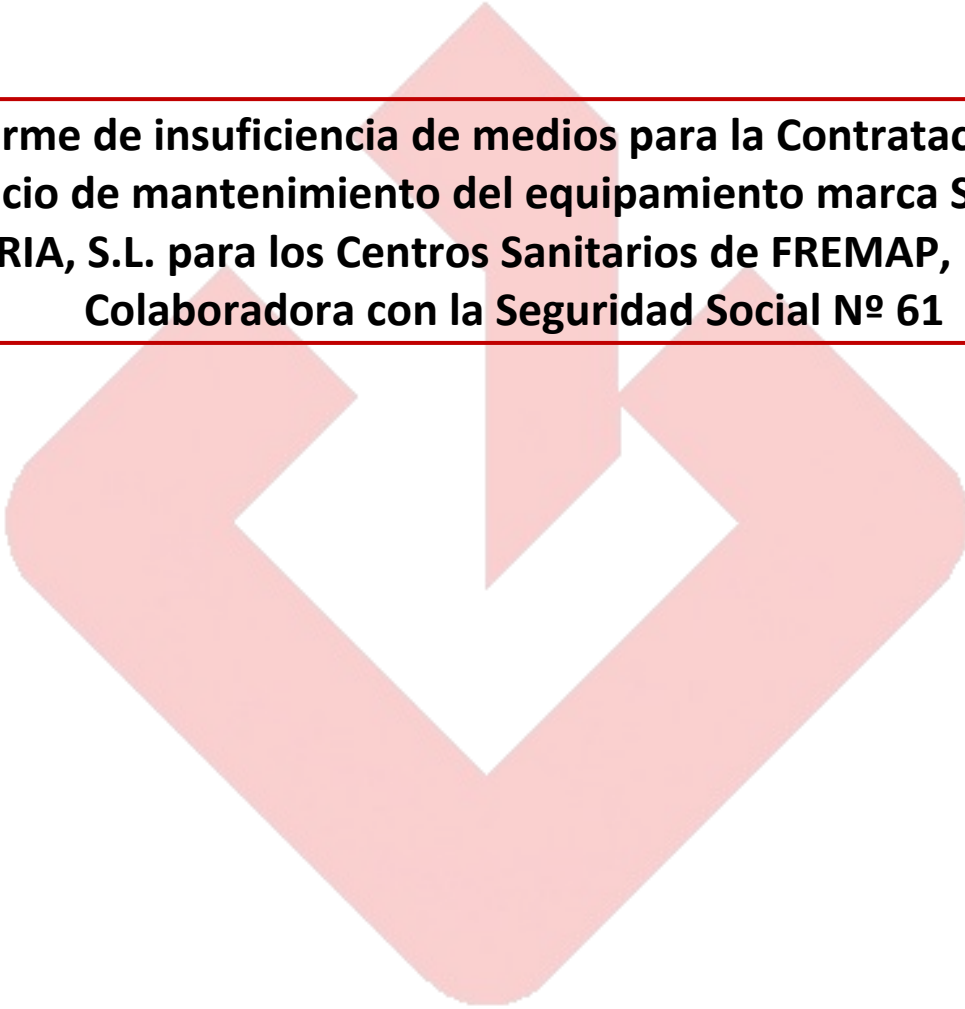 rme de insuficiencia de medios para la Contratac
cio de mantenimiento del equipamiento marca S
RIA, S.L. para los Centros Sanitarios de FREMAP,
Colaboradora con la Seguridad Social Nº 61